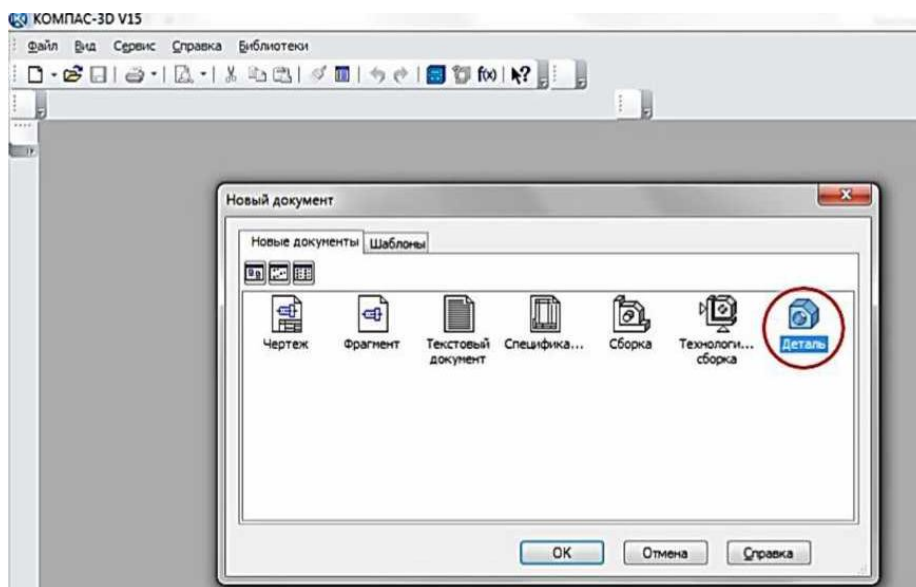 КОМПАС-3D V15
Файл Вид Сервис Справка Библиотеки
f(x) ?
Новый документ
Новые документы Шаблоны
Чертеж Фрагмент Текстовый документ Специфика... Сборка Технологи... сборка Деталь
OK Отмена Справка